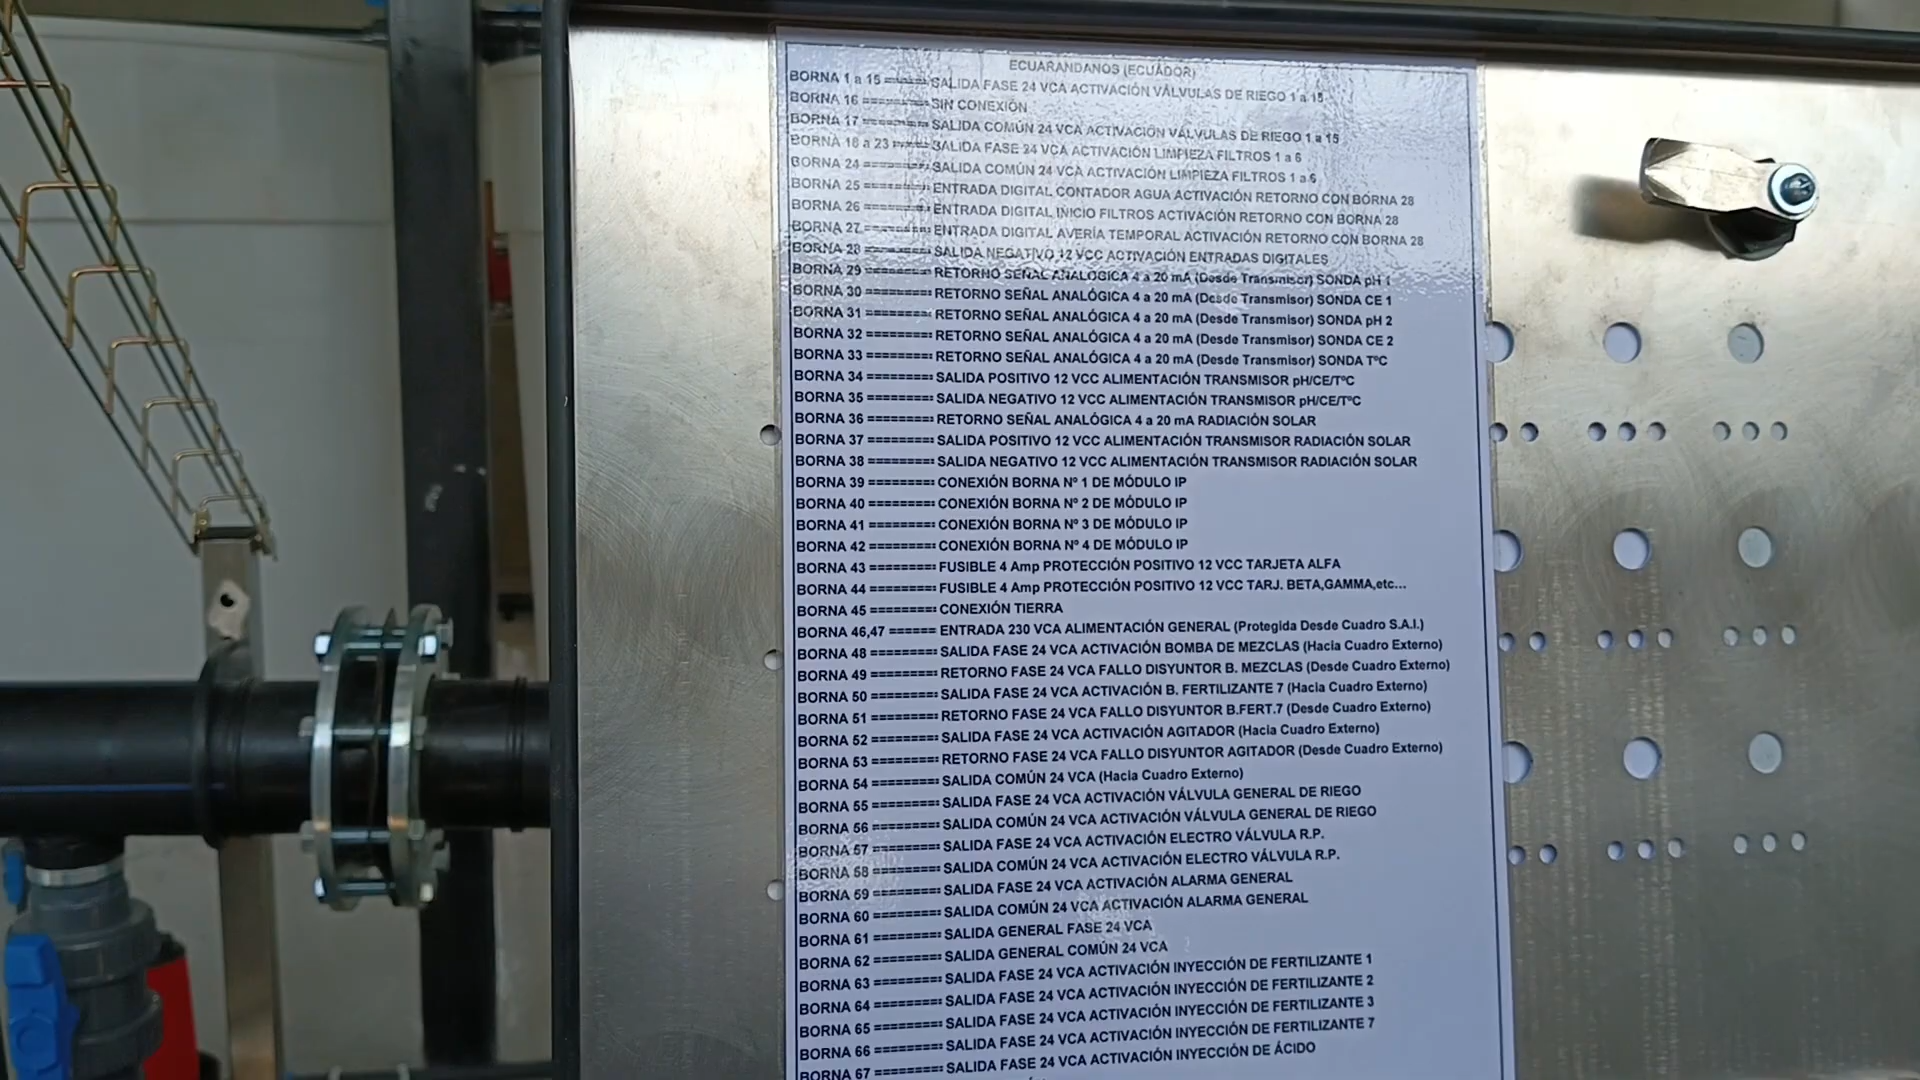 ECUARANDANOS (ECUADOR)
BORNA 1 a 15 ======= SALIDA FASE 24 VCA ACTIVACIÓN VÁLVULAS DE RIEGO 1 a 15
BORNA 16 ========: SIN CONEXIÓN
BORNA 17 ========: SALIDA COMÚN 24 VCA ACTIVACIÓN VÁLVULAS DE RIEGO 1 a 15
BORNA 18 a 23 ====== SALIDA FASE 24 VCA ACTIVACIÓN LIMPIEZA FILTROS 1 a 6
BORNA 24 ========: SALIDA COMÚN 24 VCA ACTIVACIÓN LIMPIEZA FILTROS 1 a 6
BORNA 25 ========: ENTRADA DIGITAL CONTADOR AGUA ACTIVACIÓN RETORNO CON BORNA 28
BORNA 26 ========: ENTRADA DIGITAL INICIO FILTROS ACTIVACIÓN RETORNO CON BORNA 28
BORNA 27 ========: ENTRADA DIGITAL AVERÍA TEMPORAL ACTIVACIÓN RETORNO CON BORNA 28
BORNA 28 ========: SALIDA NEGATIVO 12 VCC ACTIVACIÓN ENTRADAS DIGITALES
BORNA 29 ========: RETORNO SEÑAL ANALÓGICA 4 a 20 mA (Desde Transmisor) SONDA pH 1
BORNA 30 ========: RETORNO SEÑAL ANALÓGICA 4 a 20 mA (Desde Transmisor) SONDA CE 1
BORNA 31 ========: RETORNO SEÑAL ANALÓGICA 4 a 20 mA (Desde Transmisor) SONDA pH 2
BORNA 32 ========: RETORNO SEÑAL ANALÓGICA 4 a 20 mA (Desde Transmisor) SONDA CE 2
BORNA 33 ========: RETORNO SEÑAL ANALÓGICA 4 a 20 mA (Desde Transmisor) SONDA TºC
BORNA 34 ========: SALIDA POSITIVO 12 VCC ALIMENTACIÓN TRANSMISOR pH/CE/TºC
BORNA 35 ========: SALIDA NEGATIVO 12 VCC ALIMENTACIÓN TRANSMISOR pH/CE/TºC
BORNA 36 ========: RETORNO SEÑAL ANALÓGICA 4 a 20 mA RADIACIÓN SOLAR
BORNA 37 ========: SALIDA POSITIVO 12 VCC ALIMENTACIÓN TRANSMISOR RADIACIÓN SOLAR
BORNA 38 ========: SALIDA NEGATIVO 12 VCC ALIMENTACIÓN TRANSMISOR RADIACIÓN SOLAR
BORNA 39 ========: CONEXIÓN BORNA Nº 1 DE MÓDULO IP
BORNA 40 ========: CONEXIÓN BORNA Nº 2 DE MÓDULO IP
BORNA 41 ========: CONEXIÓN BORNA Nº 3 DE MÓDULO IP
BORNA 42 ========: CONEXIÓN BORNA Nº 4 DE MÓDULO IP
BORNA 43 ========: FUSIBLE 4 Amp PROTECCIÓN POSITIVO 12 VCC TARJETA ALFA
BORNA 44 ========: FUSIBLE 4 Amp PROTECCIÓN POSITIVO 12 VCC TARJ. BETA,GAMMA,etc...
BORNA 45 ========: CONEXIÓN TIERRA
BORNA 46,47 ====== ENTRADA 230 VCA ALIMENTACIÓN GENERAL (Protegida Desde Cuadro S.A.I.)
BORNA 48 ========: SALIDA FASE 24 VCA ACTIVACIÓN BOMBA DE MEZCLAS (Hacia Cuadro Externo)
BORNA 49 ========: RETORNO FASE 24 VCA FALLO DISYUNTOR B. MEZCLAS (Desde Cuadro Externo)
BORNA 50 ========: SALIDA FASE 24 VCA ACTIVACIÓN B. FERTILIZANTE 7 (Hacia Cuadro Externo)
BORNA 51 ========: RETORNO FASE 24 VCA FALLO DISYUNTOR B.FERT.7 (Desde Cuadro Externo)
BORNA 52 ========: SALIDA FASE 24 VCA ACTIVACIÓN AGITADOR (Hacia Cuadro Externo)
BORNA 53 ========: RETORNO FASE 24 VCA FALLO DISYUNTOR AGITADOR (Desde Cuadro Externo)
BORNA 54 ========: SALIDA COMÚN 24 VCA (Hacia Cuadro Externo)
BORNA 55 ========: SALIDA FASE 24 VCA ACTIVACIÓN VÁLVULA GENERAL DE RIEGO
BORNA 56 ========: SALIDA COMÚN 24 VCA ACTIVACIÓN VÁLVULA GENERAL DE RIEGO
BORNA 57 ========: SALIDA FASE 24 VCA ACTIVACIÓN ELECTRO VÁLVULA R.P.
BORNA 58 ========: SALIDA COMÚN 24 VCA ACTIVACIÓN ELECTRO VÁLVULA R.P.
BORNA 59 ========: SALIDA FASE 24 VCA ACTIVACIÓN ALARMA GENERAL
BORNA 60 ========: SALIDA COMÚN 24 VCA ACTIVACIÓN ALARMA GENERAL
BORNA 61 ========: SALIDA GENERAL FASE 24 VCA
BORNA 62 ========: SALIDA GENERAL COMÚN 24 VCA
BORNA 63 ========: SALIDA FASE 24 VCA ACTIVACIÓN INYECCIÓN DE FERTILIZANTE 1
BORNA 64 ========: SALIDA FASE 24 VCA ACTIVACIÓN INYECCIÓN DE FERTILIZANTE 2
BORNA 65 ========: SALIDA FASE 24 VCA ACTIVACIÓN INYECCIÓN DE FERTILIZANTE 3
BORNA 66 ========: SALIDA FASE 24 VCA ACTIVACIÓN INYECCIÓN DE FERTILIZANTE 7
BORNA 67 ========: SALIDA FASE 24 VCA ACTIVACIÓN INYECCIÓN DE ÁCIDO